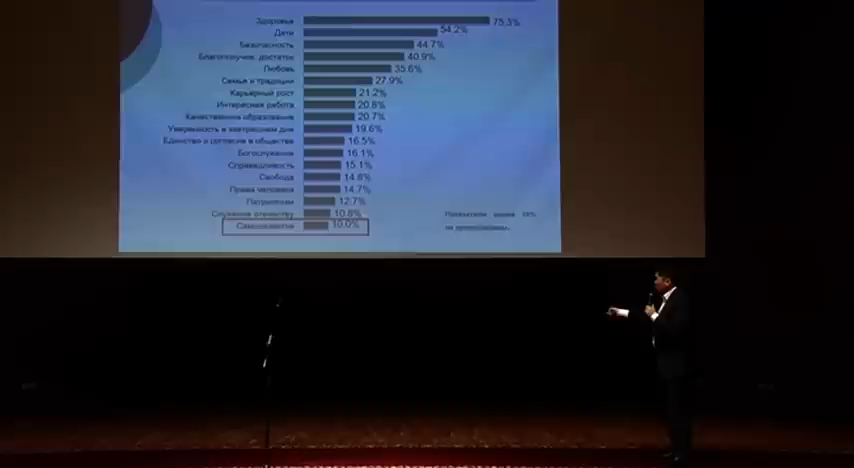 Здоровье 75.3%
Дети 54.2%
Безопасность 44.7%
Благополучие, достаток 40.9%
Любовь 35.6%
Семья и традиции 27.9%
Карьерный рост 21.2%
Интересная работа 20.8%
Качественное образование 20.7%
Уверенность в завтрашнем дне 19.6%
Единство и согласие в обществе 16.5%
Богослужение 16.1%
Справедливость 15.1%
Свобода 14.8%
Права человека 14.7%
Патриотизм 12.7%
Служение отечеству 10.8%
Саморазвитие 10.0%